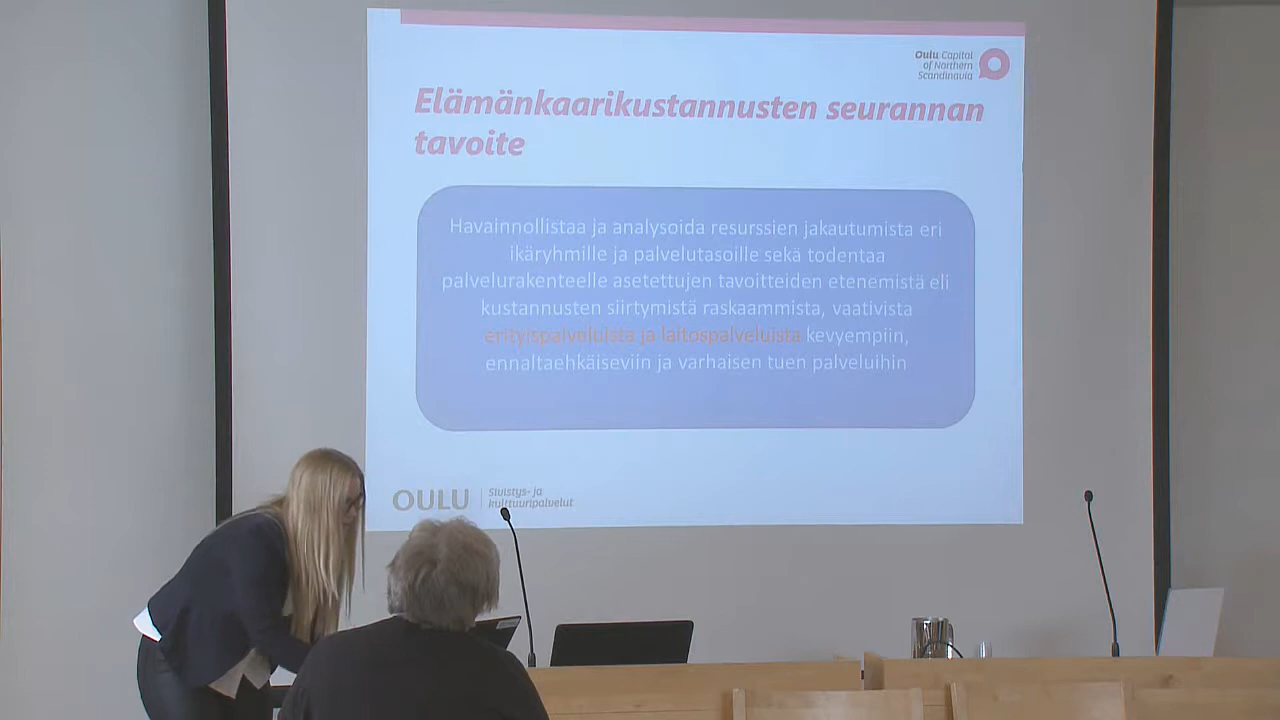 Oulu Capital
of Northern
Scandinavia
Elämänkaarikustannusten seurannan
tavoite
Havainnollistaa ja analysoida resurssien jakautumista eri
ikäryhmille ja palvelutasoille sekä todentaa
palvelurakenteelle asetettujen tavoitteiden etenemistä eli
kustannusten siirtymistä raskaammista, vaativista
erityispalveluista ja laitospalveluista kevyempiin,
ennaltaehkäiseviin ja varhaisen tuen palveluihin
OULU
Sivistys- ja
kulttuuripalvelut